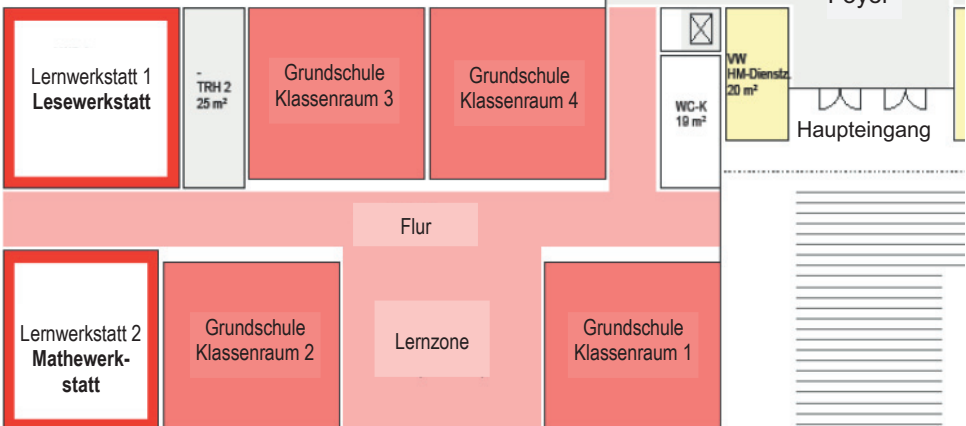 Foyer
Lernwerkstatt 1
Lesewerkstatt
-
TRH 2
25 m²
Grundschule
Klassenraum 3
Grundschule
Klassenraum 4
WC-K
19 m²
VW
HM-Dienstz.
20 m²
Haupteingang
Flur
Lernwerkstatt 2
Mathewerk-
statt
Grundschule
Klassenraum 2
Lernzone
Grundschule
Klassenraum 1